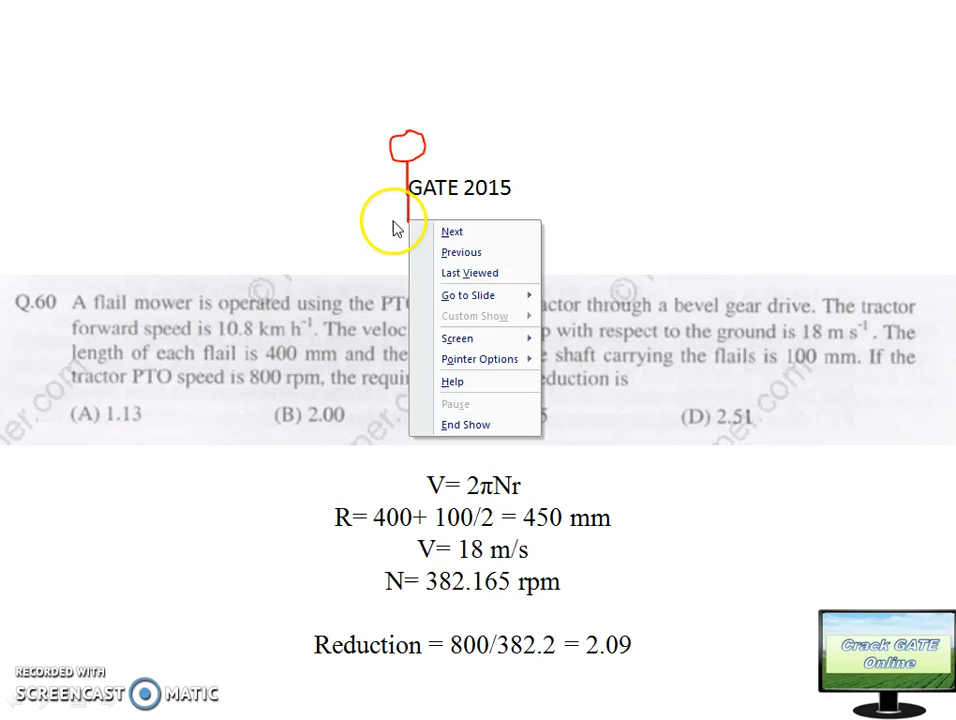 GATE 2015
Next
Previous
Last Viewed
Go to Slide
Custom Show
Screen
Pointer Options
Help
Pause
End Show
Q.60 A flail mower is operated using the PTO actor through a bevel gear drive. The tractor
forward speed is 10.8 km h⁻¹. The veloc p with respect to the ground is 18 m s⁻¹. The
length of each flail is 400 mm and the e shaft carrying the flails is 100 mm. If the
tractor PTO speed is 800 rpm, the requi eduction is
(A) 1.13 (B) 2.00 5 (D) 2.51
V= 2πNr
R= 400+ 100/2 = 450 mm
V= 18 m/s
N= 382.165 rpm
Reduction = 800/382.2 = 2.09
Crack GATE
Online
RECORDED WITH
SCREENCAST MATIC